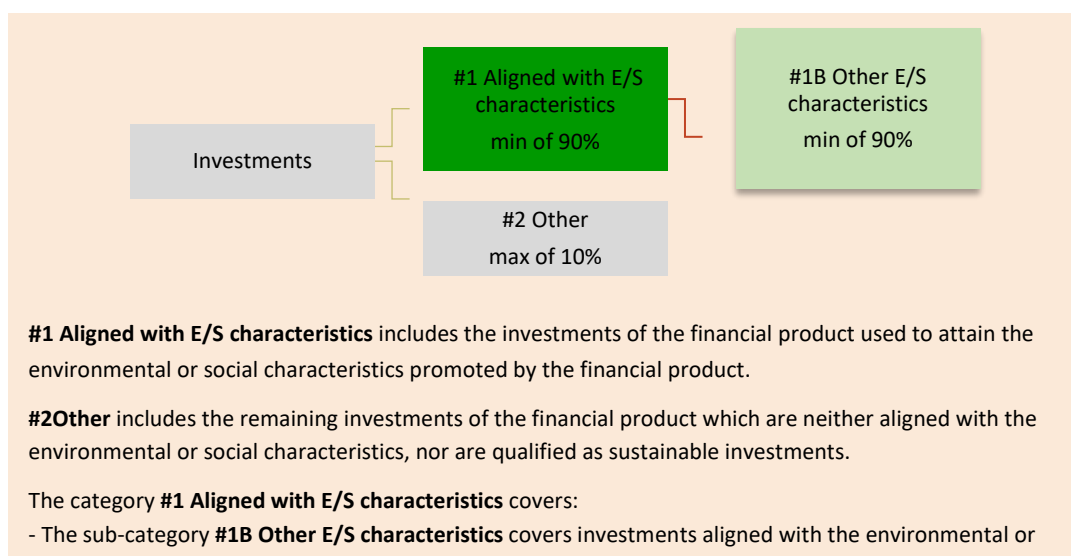 Investments
#1 Aligned with E/S
characteristics
min of 90%
#1B Other E/S
characteristics
min of 90%
#2 Other
max of 10%
#1 Aligned with E/S characteristics includes the investments of the financial product used to attain the
environmental or social characteristics promoted by the financial product.
#2Other includes the remaining investments of the financial product which are neither aligned with the
environmental or social characteristics, nor are qualified as sustainable investments.
The category #1 Aligned with E/S characteristics covers:
- The sub-category #1B Other E/S characteristics covers investments aligned with the environmental or